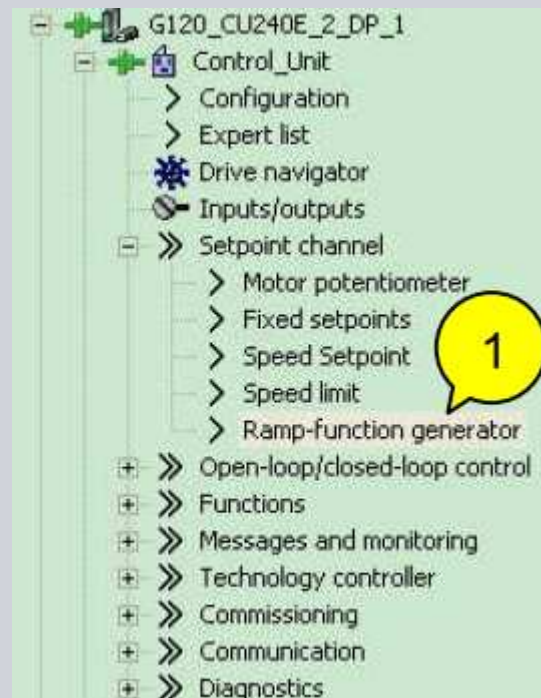 G120_CU240E_2_DP_1
Control_Unit
Configuration
Expert list
Drive navigator
Inputs/outputs
Setpoint channel
Motor potentiometer
Fixed setpoints
Speed Setpoint
1
Speed limit
Ramp-function generator
Open-loop/closed-loop control
Functions
Messages and monitoring
Technology controller
Commissioning
Communication
Diagnostics